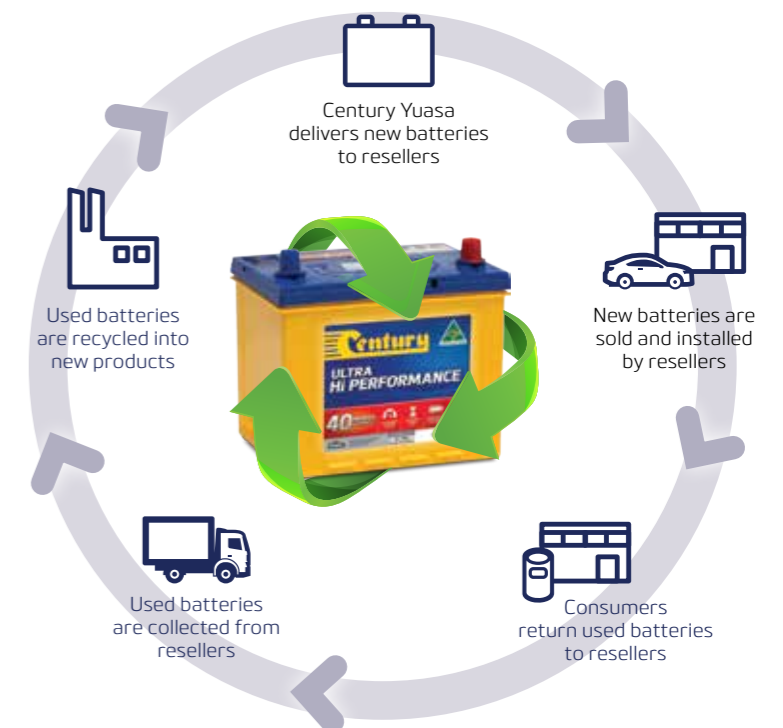 Century Yuasa
delivers new batteries
to resellers
New batteries are
sold and installed
by resellers
Consumers
return used batteries
to resellers
Used batteries
are collected from
resellers
Used batteries
are recycled into
new products
Century
ULTRA
Hi PERFORMANCE
40